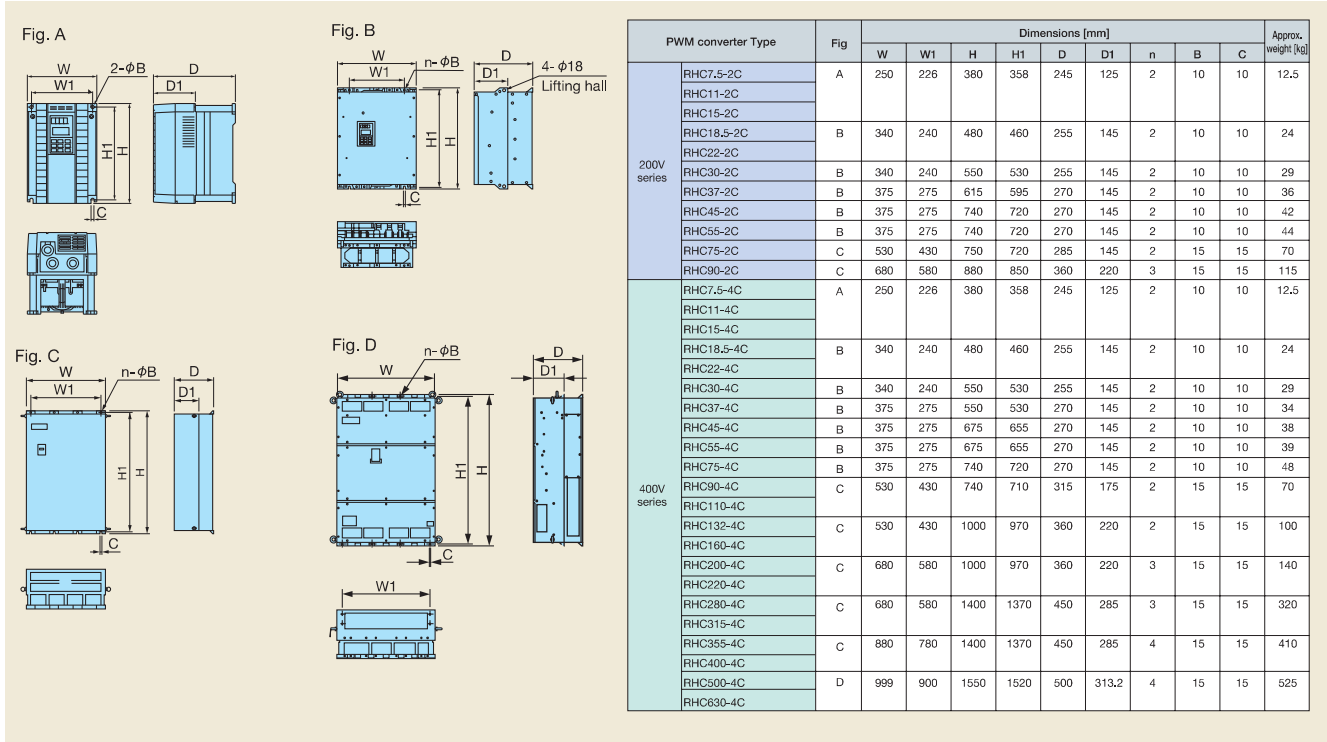 Fig. A
W
W1
2-ϕB
D
D1
H1
H
C
Fig. B
W
W1
n-ϕB
D
D1
4-ϕ18
Lifting hall
H1
H
C
Fig. C
W
W1
n-ϕB
D
D1
H1
H
C
Fig. D
W
n-ϕB
D
D1
H1
H
C
W1
PWM converter Type Fig Dimensions [mm] Approx. weight [kg]
W W1 H H1 D D1 n B C
200V series
RHC7.5-2C A 250 226 380 358 245 125 2 10 10 12.5
RHC11-2C
RHC15-2C
RHC18.5-2C B 340 240 480 460 255 145 2 10 10 24
RHC22-2C
RHC30-2C B 340 240 550 530 255 145 2 10 10 29
RHC37-2C B 375 275 615 595 270 145 2 10 10 36
RHC45-2C B 375 275 740 720 270 145 2 10 10 42
RHC55-2C B 375 275 740 720 270 145 2 10 10 44
RHC75-2C C 530 430 750 720 285 145 2 15 15 70
RHC90-2C C 680 580 880 850 360 220 3 15 15 115
400V series
RHC7.5-4C A 250 226 380 358 245 125 2 10 10 12.5
RHC11-4C
RHC15-4C
RHC18.5-4C B 340 240 480 460 255 145 2 10 10 24
RHC22-4C
RHC30-4C B 340 240 550 530 255 145 2 10 10 29
RHC37-4C B 375 275 550 530 270 145 2 10 10 34
RHC45-4C B 375 275 675 655 270 145 2 10 10 38
RHC55-4C B 375 275 675 655 270 145 2 10 10 39
RHC75-4C B 375 275 740 720 270 145 2 10 10 48
RHC90-4C C 530 430 740 710 315 175 2 15 15 70
RHC110-4C
RHC132-4C C 530 430 1000 970 360 220 2 15 15 100
RHC160-4C
RHC200-4C C 680 580 1000 970 360 220 3 15 15 140
RHC220-4C
RHC280-4C C 680 580 1400 1370 450 285 3 15 15 320
RHC315-4C
RHC355-4C C 880 780 1400 1370 450 285 4 15 15 410
RHC400-4C
RHC500-4C D 999 900 1550 1520 500 313.2 4 15 15 525
RHC630-4C